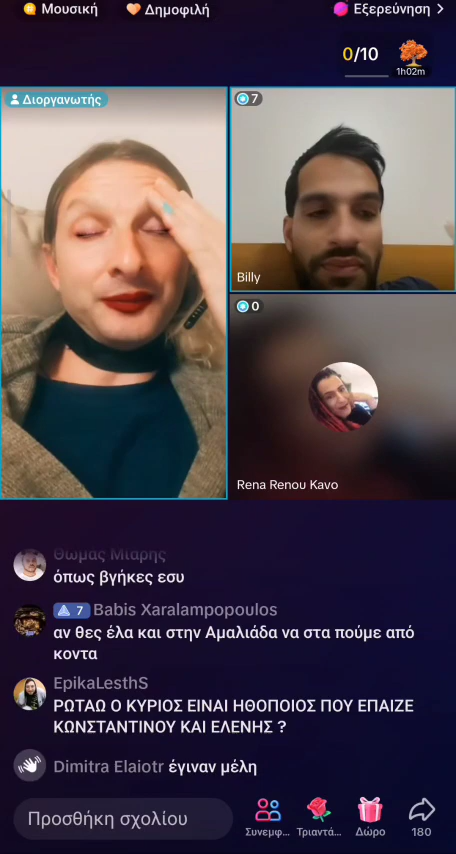 Μουσική
Δημοφιλή
Εξερεύνηση
0/10
1h02m
Διοργανωτής
7
Billy
0
Rena Renou Kavo
Θωμάς Μιάρης
όπως βγήκες εσυ
7 Babis Xaralampopoulos
αν θες έλα και στην Αμαλιάδα να στα πούμε από
κοντα
EpikaLesthS
ΡΩΤΑΩ Ο ΚΥΡΙΟΣ ΕΙΝΑΙ ΗΘΟΠΟΙΟΣ ΠΟΥ ΕΠΑΙΖΕ
ΚΩΝΣΤΑΝΤΙΝΟΥ ΚΑΙ ΕΛΕΝΗΣ ?
Dimitra Elaiotr έγιναν μέλη
Προσθήκη σχολίου
Συνεμφ...
Τριαντά...
Δώρο
180